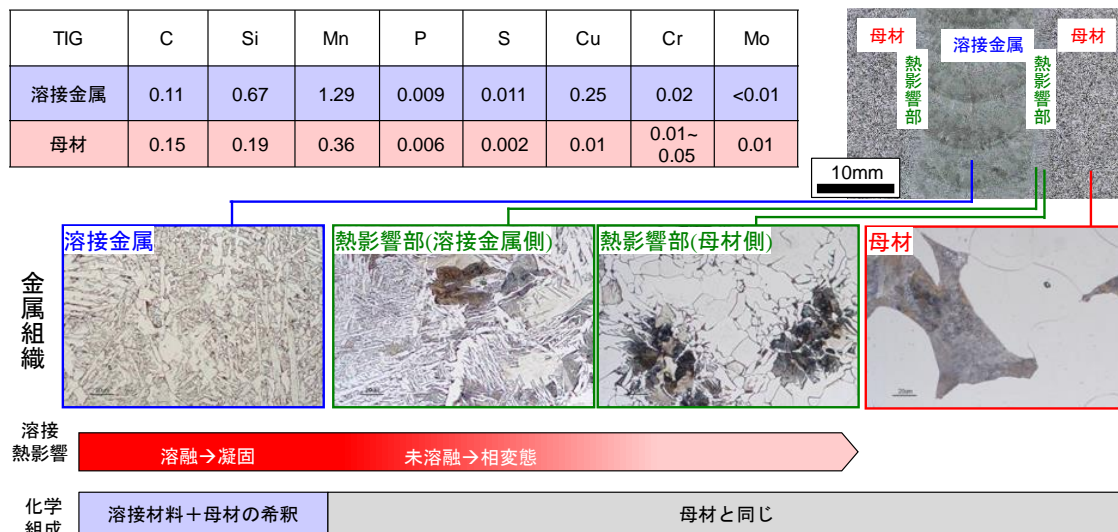 TIG C Si Mn P S Cu Cr Mo
溶接金属 0.11 0.67 1.29 0.009 0.011 0.25 0.02 <0.01
母材 0.15 0.19 0.36 0.006 0.002 0.01 0.01~ 0.01
0.05
母材 溶接金属 母材
熱影響部
熱影響部
10mm
溶接金属
熱影響部(溶接金属側)
熱影響部(母材側)
母材
金属組織
20μm
溶接
熱影響
溶融→凝固
未溶融→相変態
化学
組成
溶接材料+母材の希釈
母材と同じ